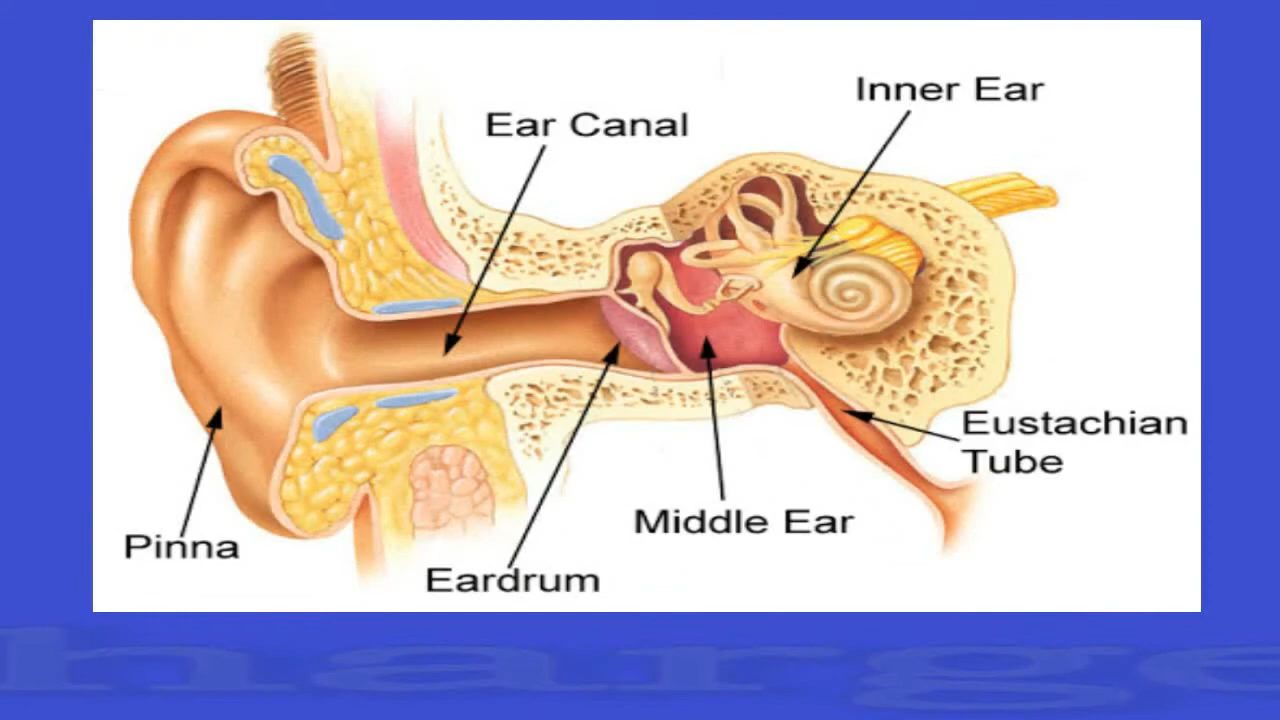 Inner Ear
Ear Canal
Eustachian
Tube
Middle Ear
Pinna
Eardrum